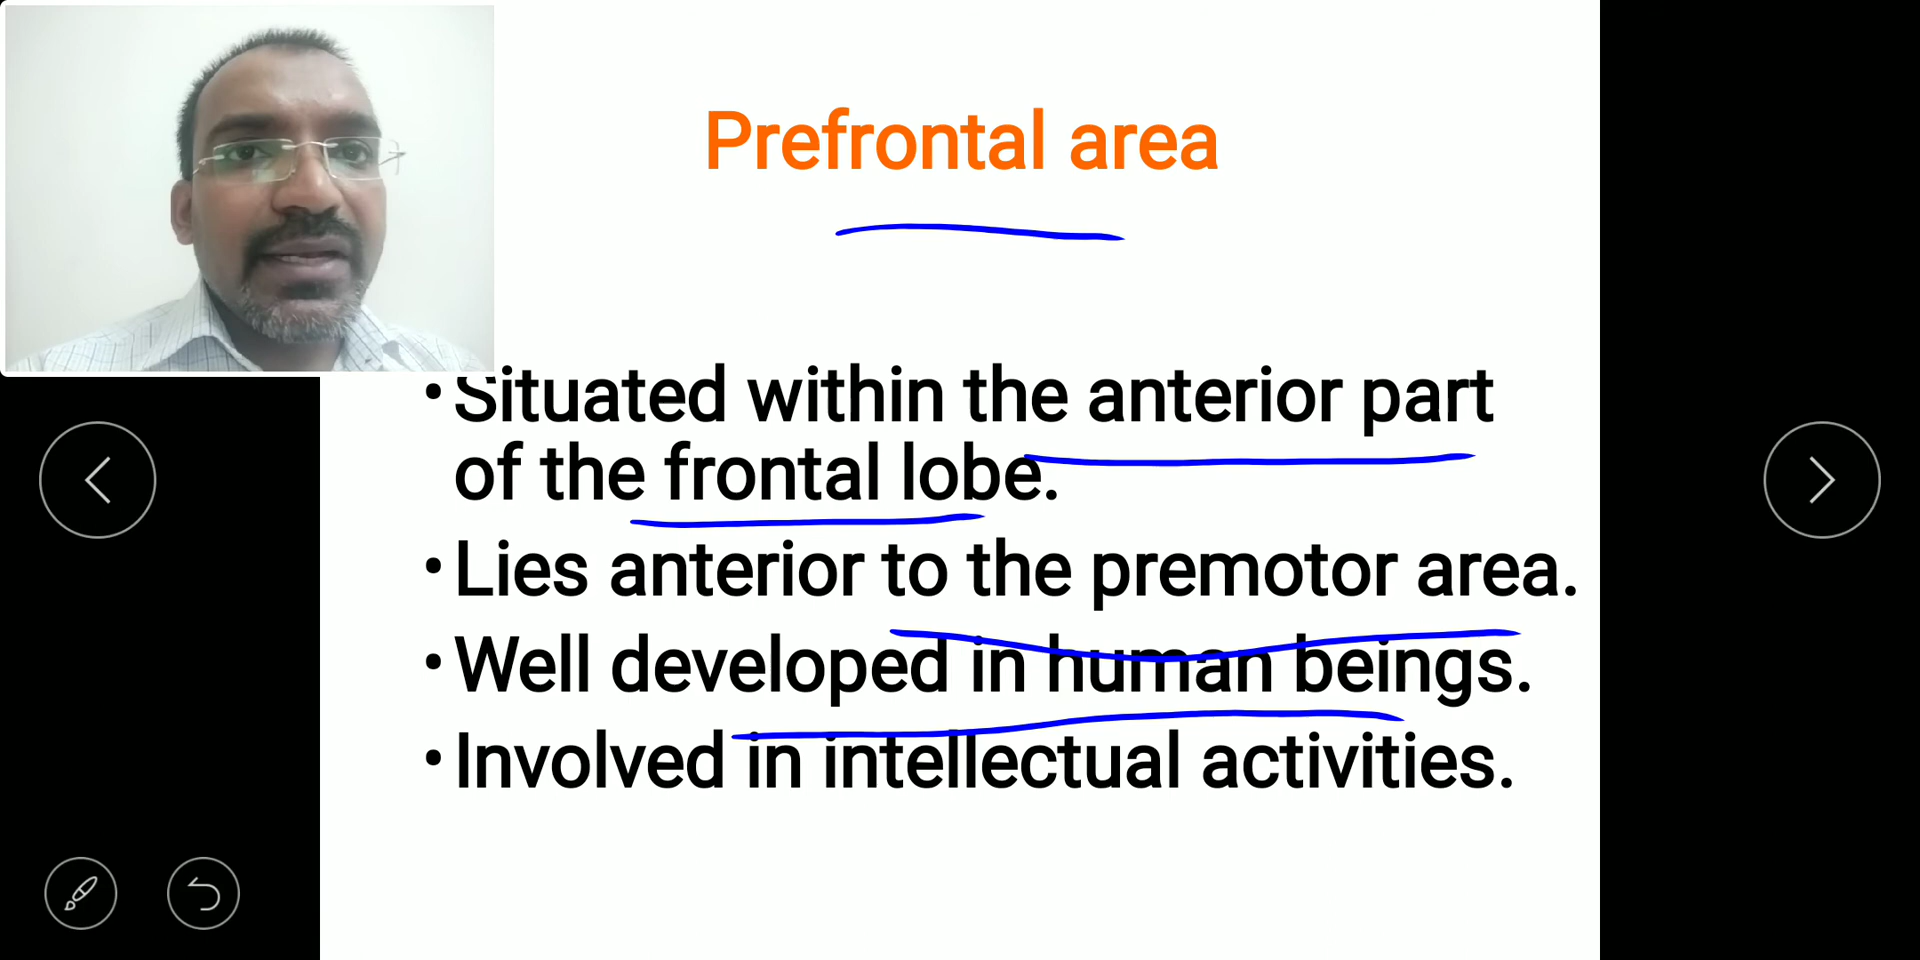 Prefrontal area
• Situated within the anterior part
of the frontal lobe.
• Lies anterior to the premotor area.
• Well developed in human beings.
• Involved in intellectual activities.